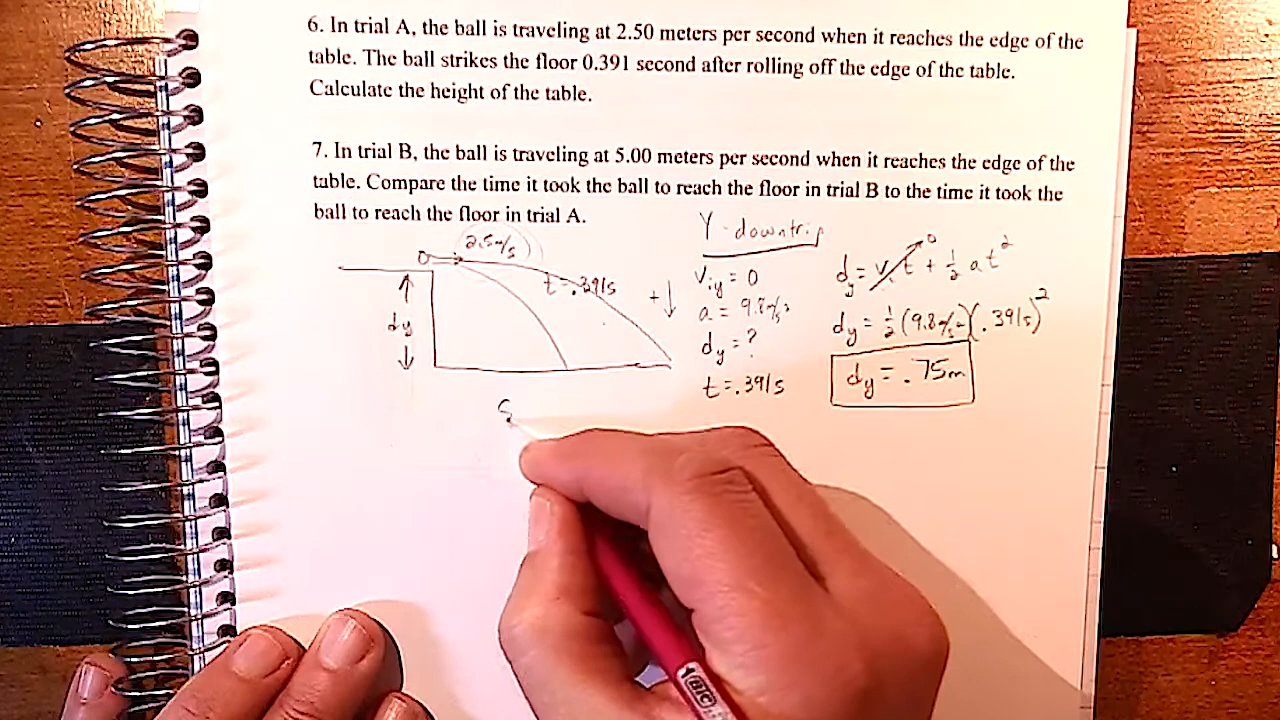 6. In trial A, the ball is traveling at 2.50 meters per second when it reaches the edge of the
table. The ball strikes the floor 0.391 second after rolling off the edge of the table.
Calculate the height of the table.
7. In trial B, the ball is traveling at 5.00 meters per second when it reaches the edge of the
table. Compare the time it took the ball to reach the floor in trial B to the time it took the
ball to reach the floor in trial A.
2.5m/s
t=.391s
dy
+↓
Y-downtrip
Viy = 0
a = 9.8m/s²
dy = ?
t = .391s
dy = vt + ½ at²
0
dy = ½(9.8m/s²)(.391s)²
dy = .75m
S
BIC